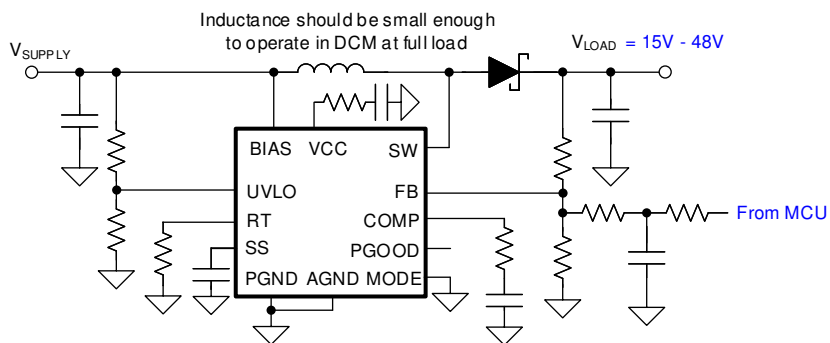 Inductance should be small enough
to operate in DCM at full load
VSUPPLY
VLOAD = 15V - 48V
BIAS VCC SW
UVLO FB
RT COMP
SS PGOOD
PGND AGND MODE
From MCU